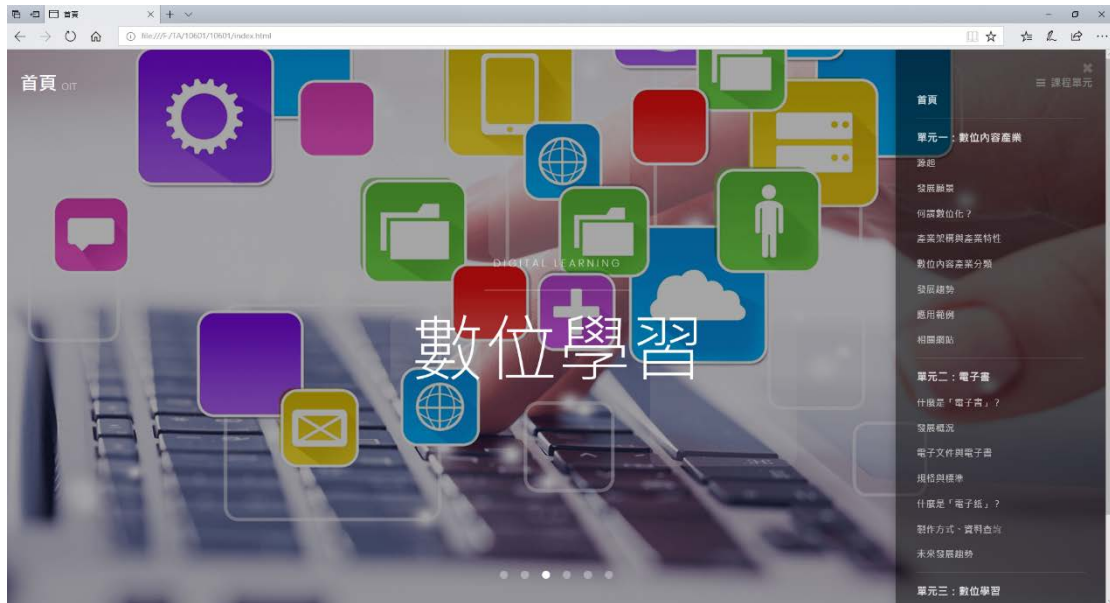 首頁
file:///F:/TA/10601/10601/index.html
首頁 OIT
DIGITAL LEARNING
數位學習
課程單元
首頁
單元一：數位內容產業
源起
發展願景
何謂數位化？
產業架構與產業特性
數位內容產業分類
發展趨勢
應用範例
相關網站
單元二：電子書
什麼是「電子書」？
發展概況
電子文件與電子書
規格與標準
什麼是「電子紙」？
製作方式、資料查詢
未來發展趨勢
單元三：數位學習